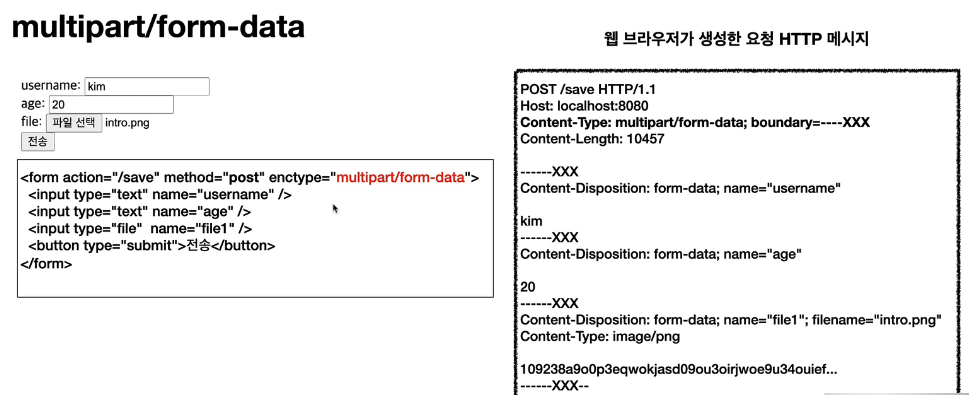 multipart/form-data
username: kim
age: 20
file: 파일 선택 intro.png
전송
<form action="/save" method="post" enctype="multipart/form-data">
<input type="text" name="username" />
<input type="text" name="age" />
<input type="file" name="file1" />
<button type="submit">전송</button>
</form>
웹 브라우저가 생성한 요청 HTTP 메시지
POST /save HTTP/1.1
Host: localhost:8080
Content-Type: multipart/form-data; boundary=----XXX
Content-Length: 10457
------XXX
Content-Disposition: form-data; name="username"
kim
------XXX
Content-Disposition: form-data; name="age"
20
------XXX
Content-Disposition: form-data; name="file1"; filename="intro.png"
Content-Type: image/png
109238a9o0p3eqwokjasd09ou3oirjwoe9u34ouief...
------XXX--